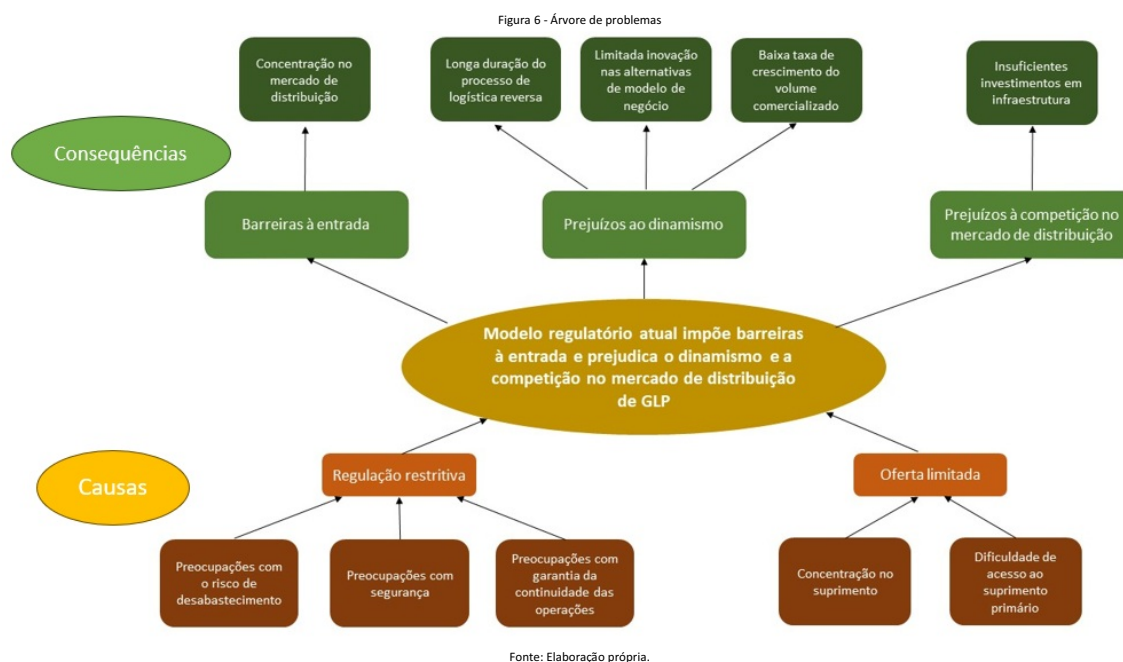 Figura 6 - Árvore de problemas
Concentração no
mercado de
distribuição
Longa duração do
processo de
logística reversa
Limitada inovação
nas alternativas de
modelo de
negócio
Baixa taxa de
crescimento do
volume
comercializado
Insuficientes
investimentos em
infraestrutura
Consequências
Barreiras à entrada
Prejuízos ao dinamismo
Prejuízos à competição no
mercado de distribuição
Modelo regulatório atual impõe barreiras
à entrada e prejudica o dinamismo e a
competição no mercado de distribuição
de GLP
Causas
Regulação restritiva
Oferta limitada
Preocupações com
o risco de
desabastecimento
Preocupações com
segurança
Preocupações com
garantia da
continuidade das
operações
Concentração no
suprimento
Dificuldade de
acesso ao
suprimento
primário
Fonte: Elaboração própria.